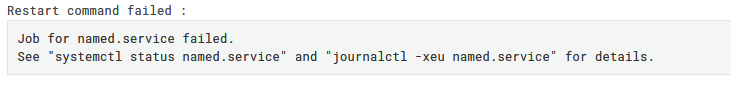 Restart command failed :
Job for named.service failed.
See "systemctl status named.service" and "journalctl -xeu named.service" for details.